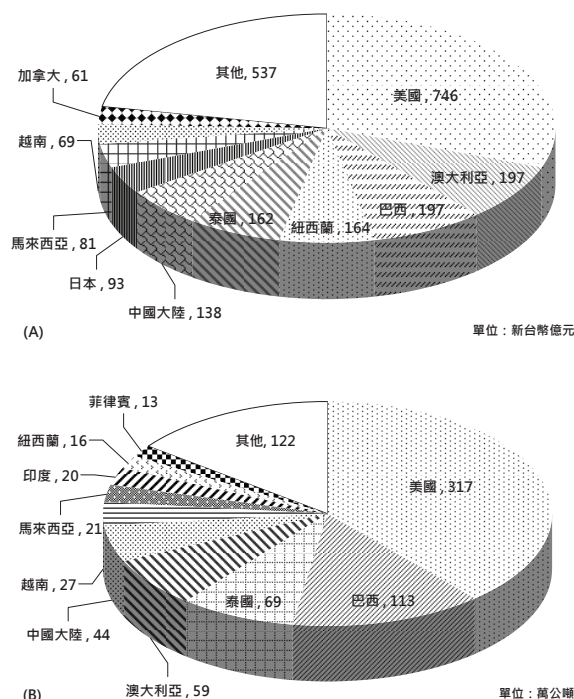 其他, 537
美國, 746
加拿大, 61
越南, 69
澳大利亞, 197
巴西, 197
紐西蘭, 164
泰國, 162
馬來西亞, 81
日本, 93
中國大陸, 138
(A)
單位：新台幣億元
菲律賓, 13
其他, 122
紐西蘭, 16
印度, 20
美國, 317
馬來西亞, 21
越南, 27
泰國, 69
巴西, 113
中國大陸, 44
澳大利亞, 59
(B)
單位：萬公噸